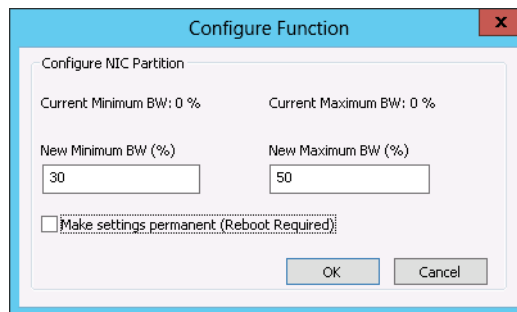 Configure Function
x
Configure NIC Partition
Current Minimum BW: 0 % Current Maximum BW: 0 %
New Minimum BW (%) New Maximum BW (%)
30 50
Make settings permanent (Reboot Required)
OK Cancel